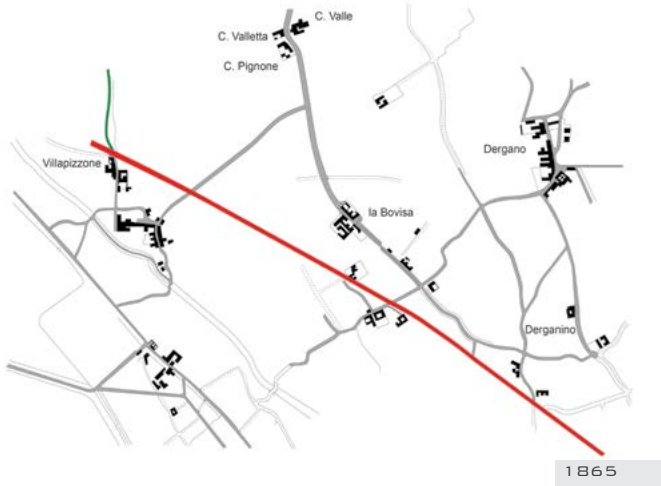 C. Valle
C. Valletta
C. Pignone
Dergano
Villapizzone
la Bovisa
Derganino
1865